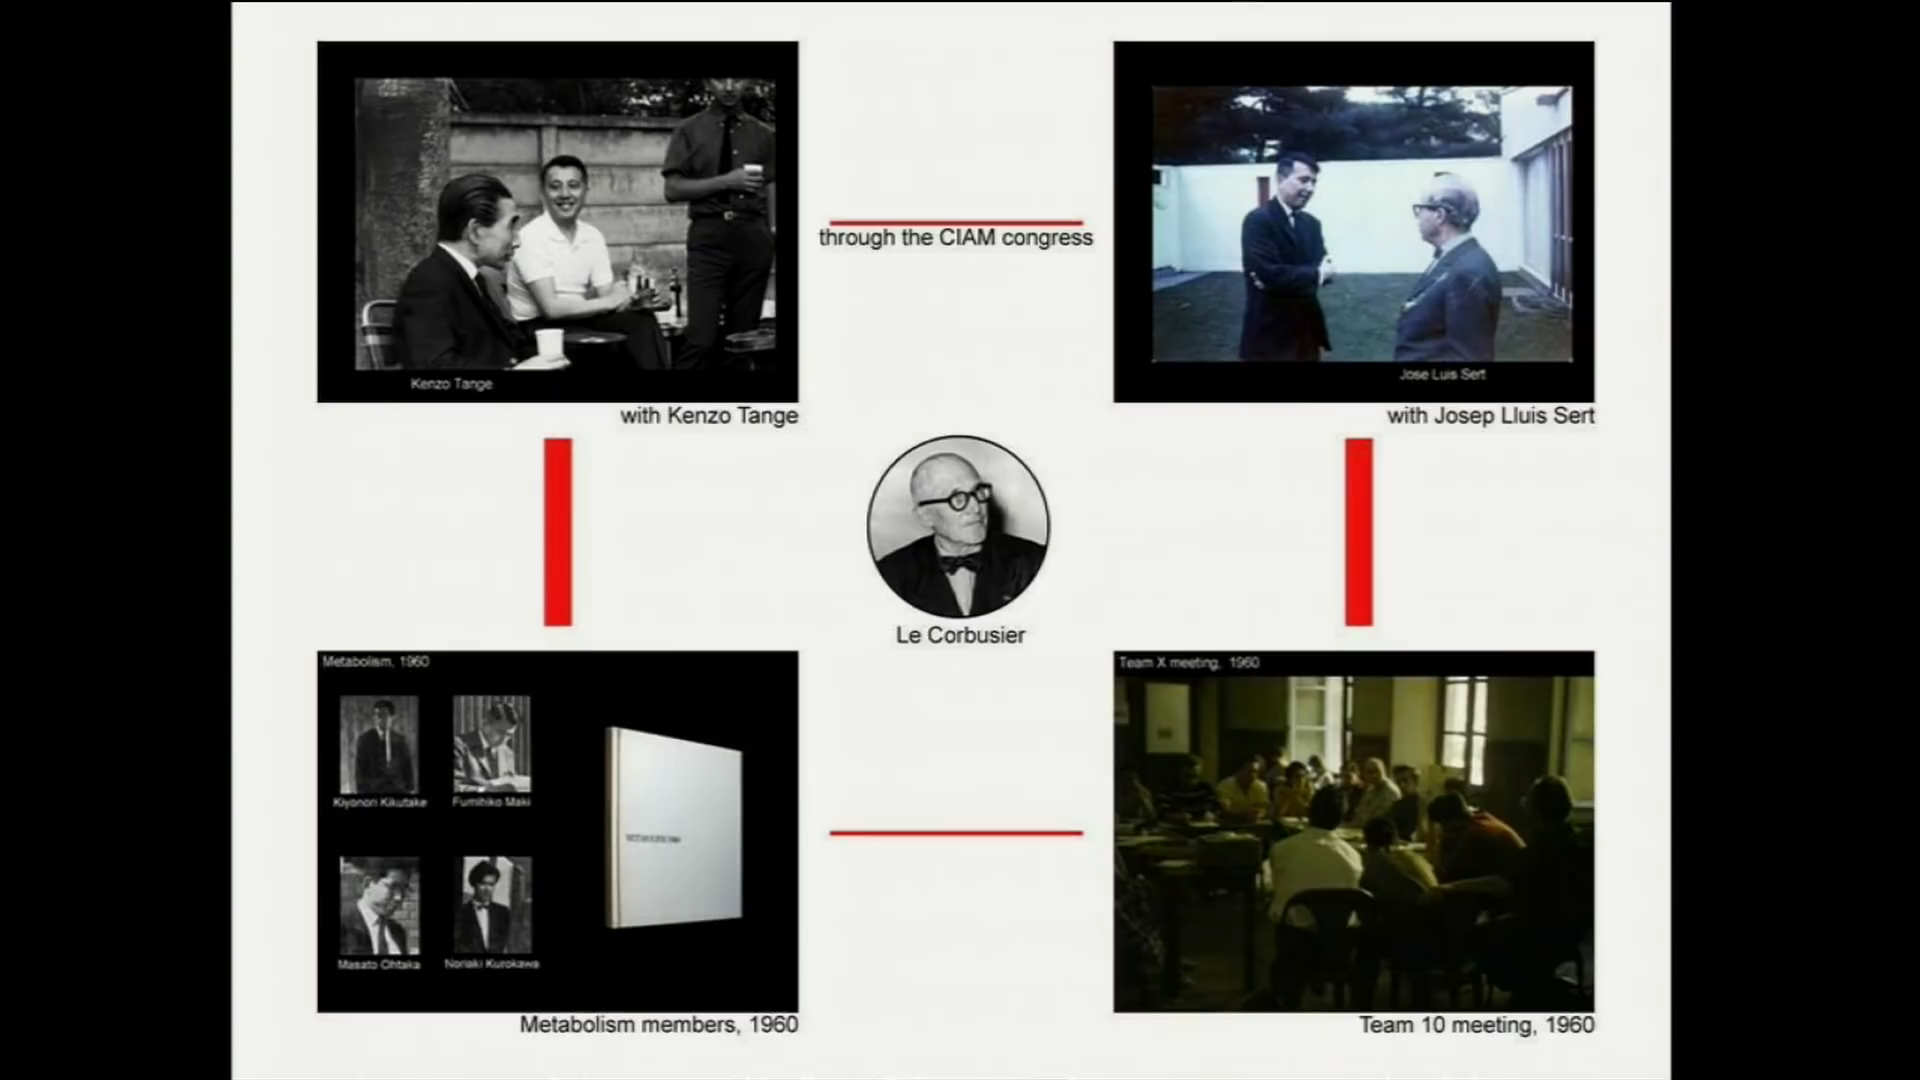 Kenzo Tange
with Kenzo Tange
through the CIAM congress
Jose Luis Sert
with Josep Lluis Sert
Le Corbusier
Metabolism, 1960
Kiyonori Kikutake
Fumihiko Maki
Masato Ohtaka
Noriaki Kurokawa
Metabolism members, 1960
Team X meeting, 1960
Team 10 meeting, 1960